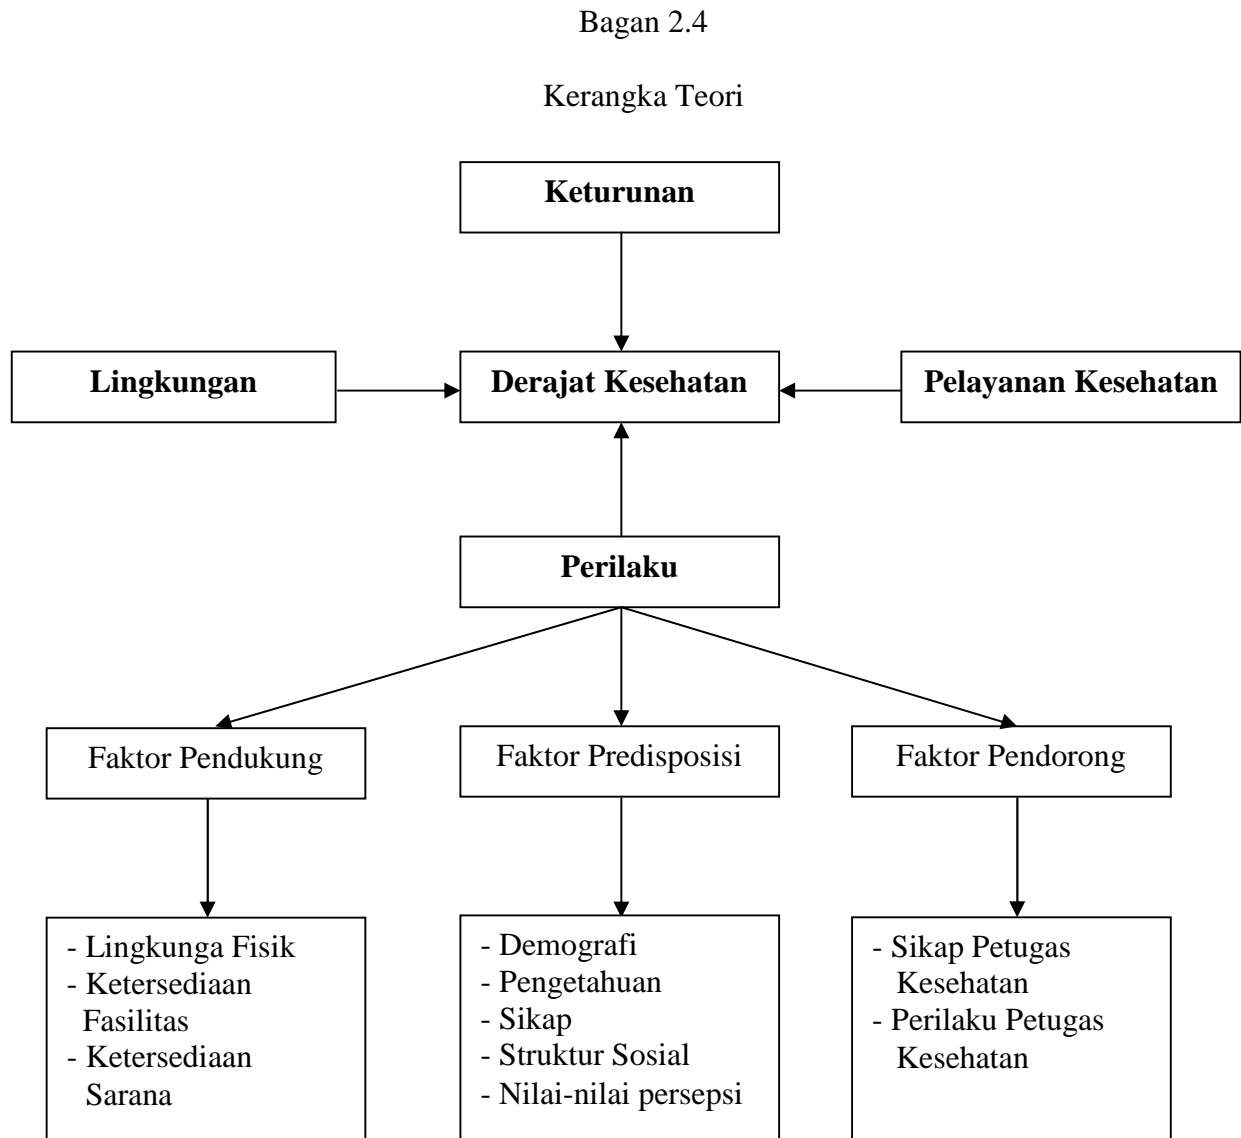 Bagan 2.4
Kerangka Teori
Keturunan
Lingkungan
Derajat Kesehatan
Pelayanan Kesehatan
Perilaku
Faktor Pendukung
Faktor Predisposisi
Faktor Pendorong
- Lingkunga Fisik
- Ketersediaan
Fasilitas
- Ketersediaan
Sarana
- Demografi
- Pengetahuan
- Sikap
- Struktur Sosial
- Nilai-nilai persepsi
- Sikap Petugas
Kesehatan
- Perilaku Petugas
Kesehatan